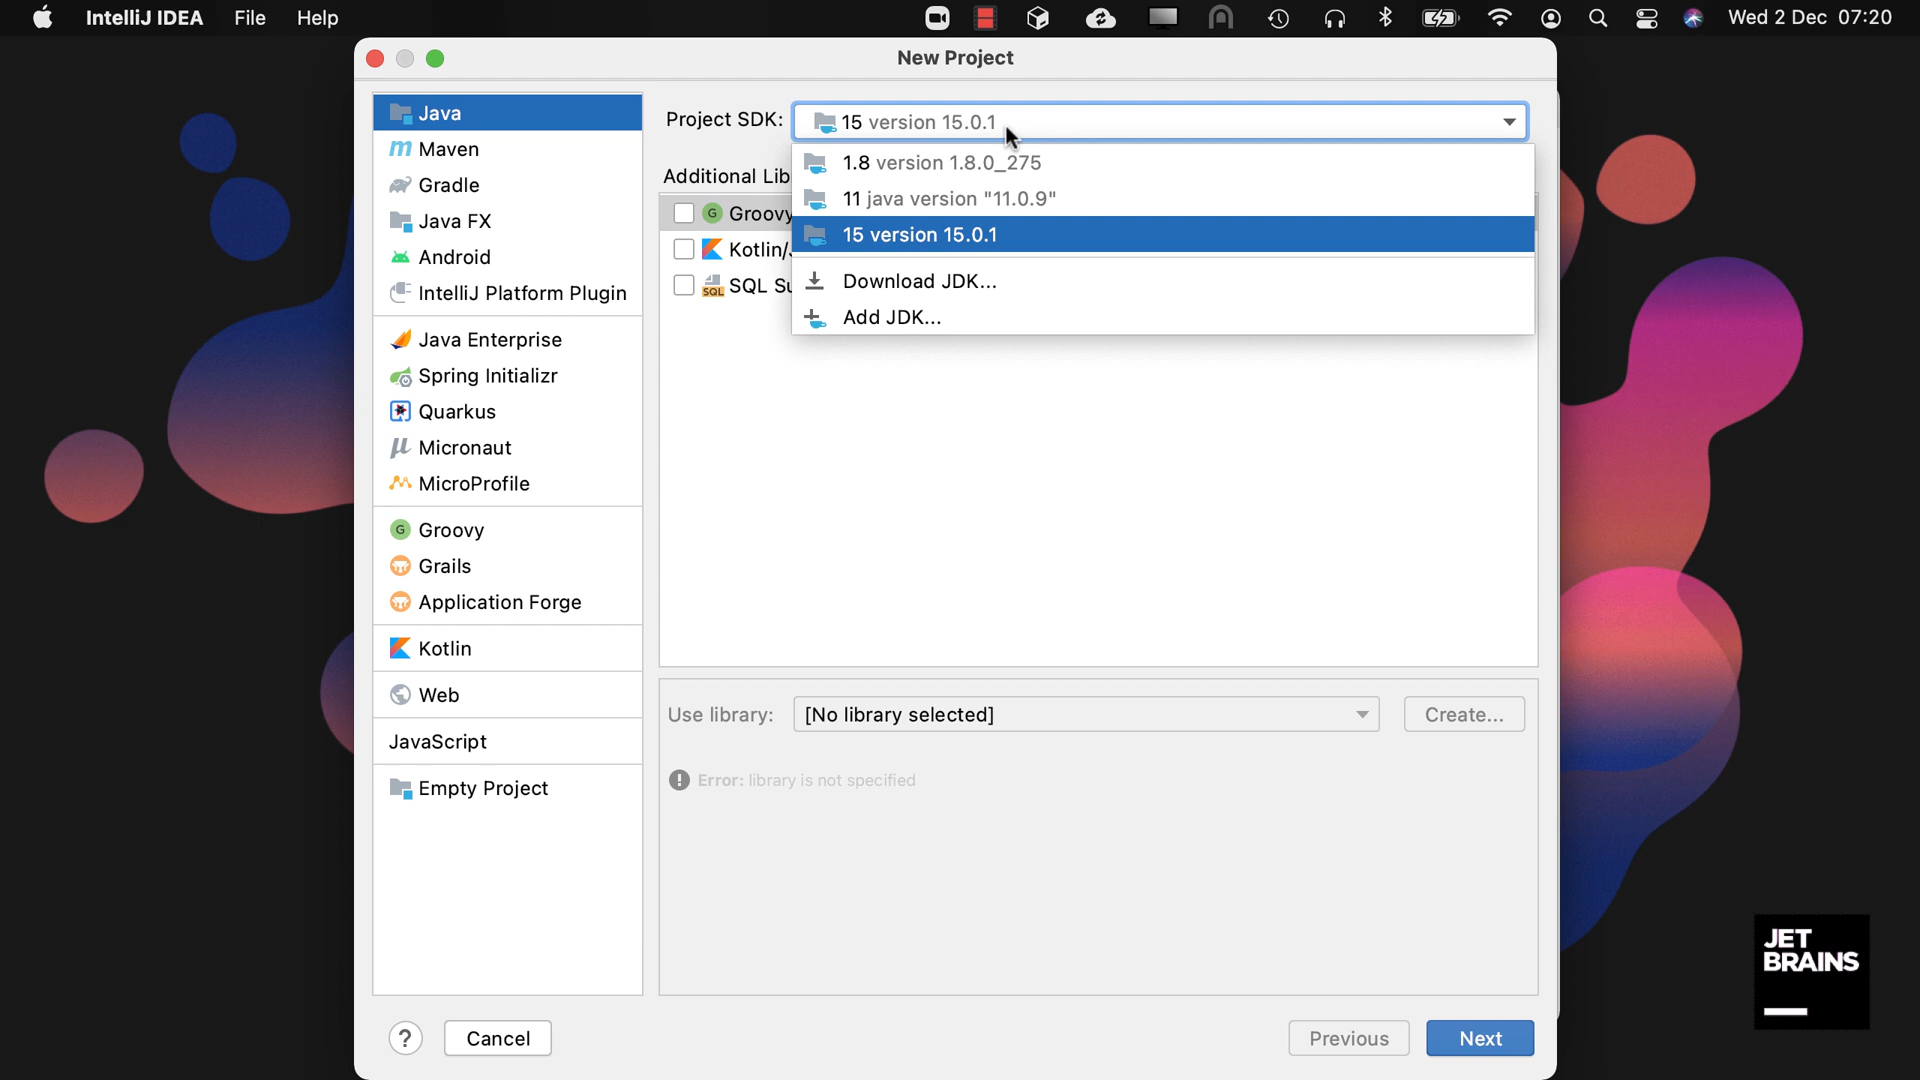 IntelliJ IDEA File Help Wed 2 Dec 07:20
New Project
Java
Maven
Gradle
Java FX
Android
IntelliJ Platform Plugin
Java Enterprise
Spring Initializr
Quarkus
Micronaut
MicroProfile
Groovy
Grails
Application Forge
Kotlin
Web
JavaScript
Empty Project
Project SDK: 15 version 15.0.1
1.8 version 1.8.0_275
11 java version "11.0.9"
15 version 15.0.1
Download JDK...
Add JDK...
Additional Lib
G Groovy
Kotlin/
SQL SQL Su
Use library: [No library selected] Create...
Error: library is not specified
? Cancel Previous Next
JET
BRAINS